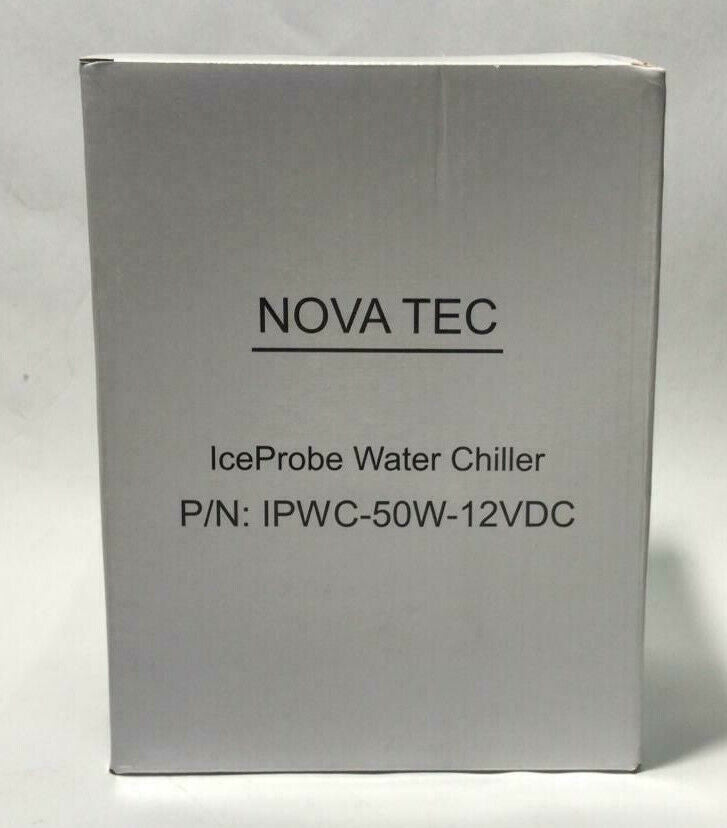 NOVA TEC
IceProbe Water Chiller
P/N: IPWC-50W-12VDC